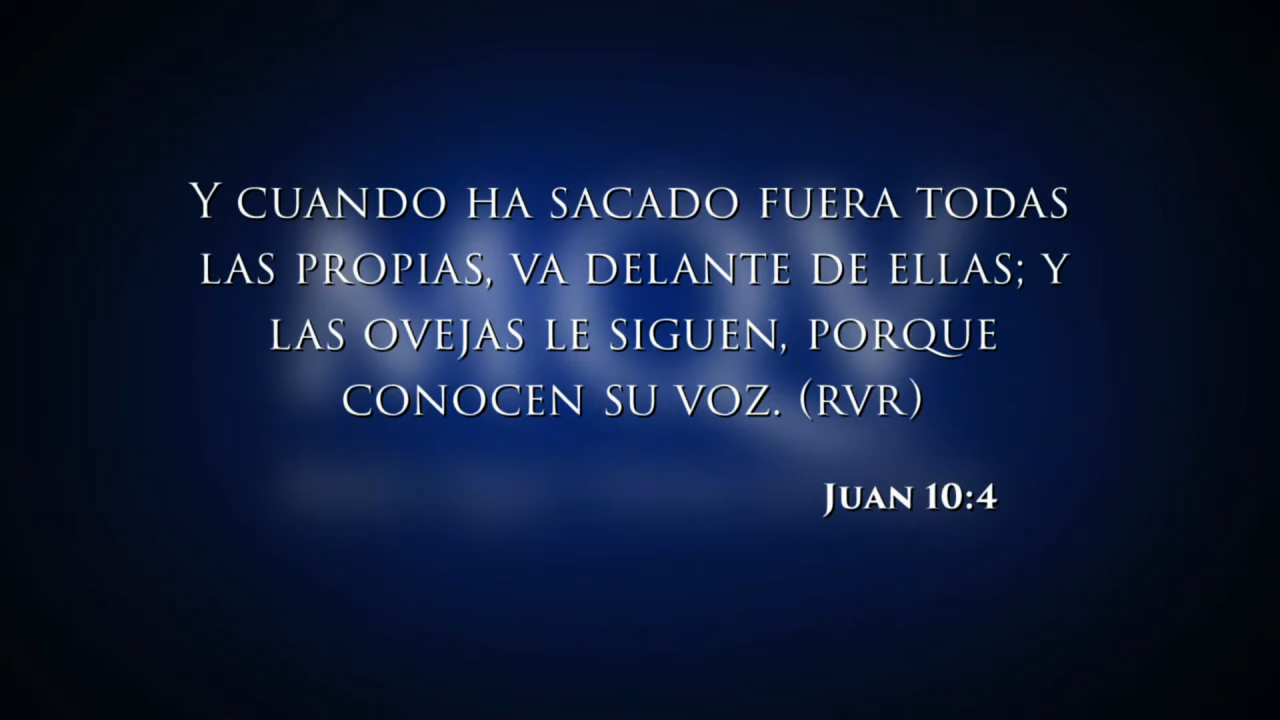 Y cuando ha sacado fuera todas
las propias, va delante de ellas; y
las ovejas le siguen, porque
conocen su voz. (RVR)
Juan 10:4